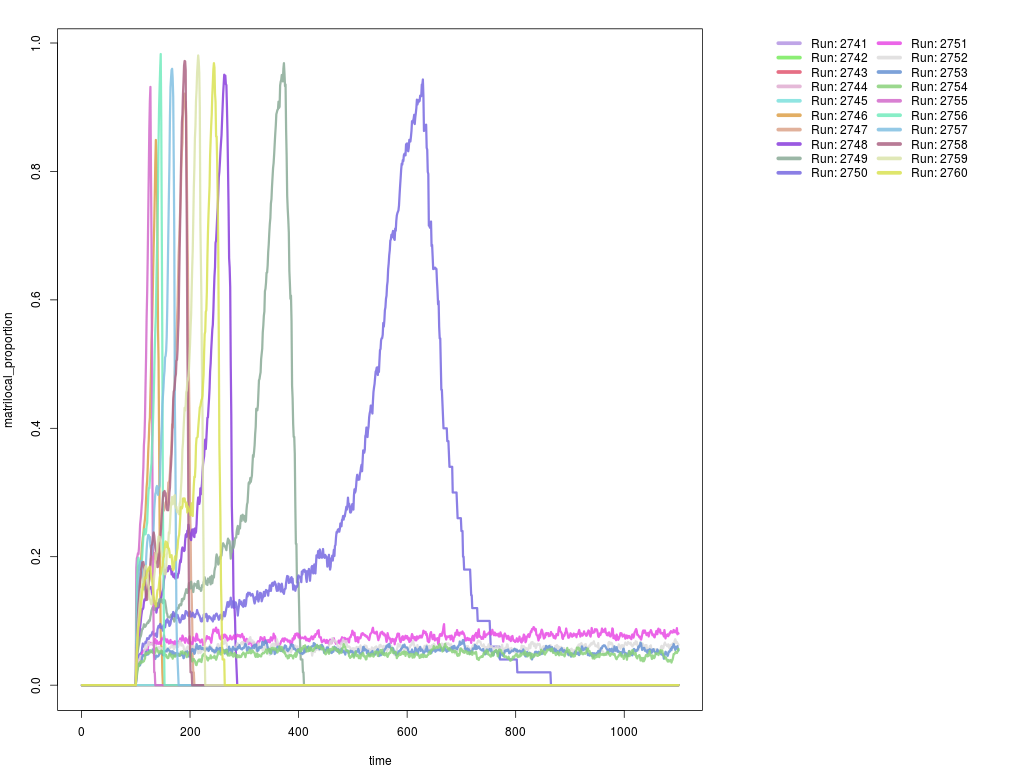 1.0
0.8
0.6
0.4
0.2
0.0
matrilocal_proportion
0 200 400 600 800 1000
time
Run: 2741 Run: 2751
Run: 2742 Run: 2752
Run: 2743 Run: 2753
Run: 2744 Run: 2754
Run: 2745 Run: 2755
Run: 2746 Run: 2756
Run: 2747 Run: 2757
Run: 2748 Run: 2758
Run: 2749 Run: 2759
Run: 2750 Run: 2760